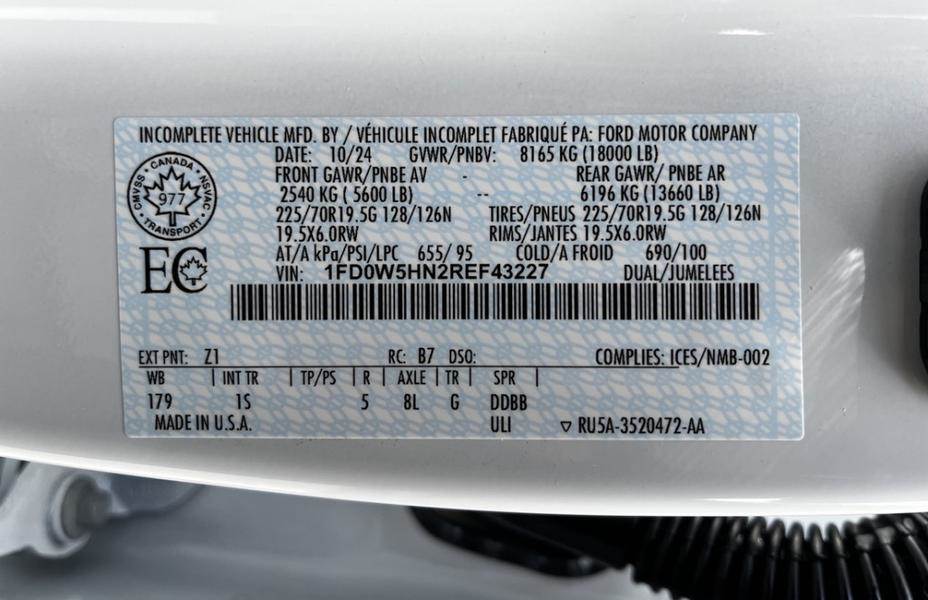 INCOMPLETE VEHICLE MFD. BY / VÉHICULE INCOMPLET FABRIQUÉ PA: FORD MOTOR COMPANY
DATE: 10/24 GVWR/PNBV: 8165 KG (18000 LB)
FRONT GAWR/PNBE AV - REAR GAWR/ PNBE AR
2540 KG ( 5600 LB) -- 6196 KG (13660 LB)
225/70R19.5G 128/126N TIRES/PNEUS 225/70R19.5G 128/126N
19.5X6.0RW RIMS/JANTES 19.5X6.0RW
AT/A kPa/PSI/LPC 655/ 95 COLD/A FROID 690/100
VIN: 1FD0W5HN2REF43227 DUAL/JUMELEES
CANADA
CMVSS NSVAC
977
TRANSPORT
EC
EXT PNT: Z1 RC: B7 DSO: COMPLIES: ICES/NMB-002
WB | INT TR | TP/PS | R | AXLE | TR | SPR |
179 1S 5 8L G DDBB
MADE IN U.S.A. ULI ▽ RU5A-3520472-AA